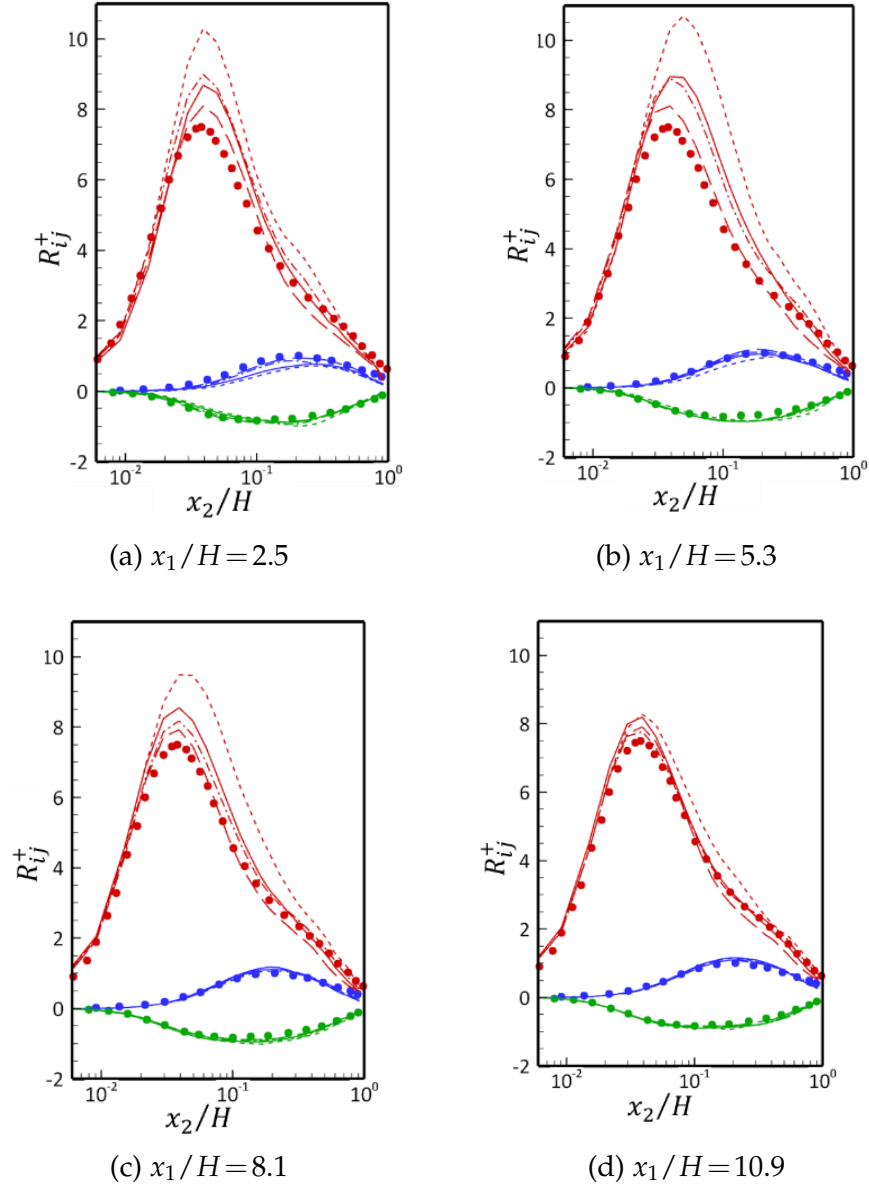 10
8
6
4
2
0
-2
R⁺ᵢⱼ
10⁻² 10⁻¹ 10⁰
x₂/H
(a) x₁/H=2.5
10
8
6
4
2
0
-2
R⁺ᵢⱼ
10⁻² 10⁻¹ 10⁰
x₂/H
(b) x₁/H=5.3
10
8
6
4
2
0
-2
R⁺ᵢⱼ
10⁻² 10⁻¹ 10⁰
x₂/H
(c) x₁/H=8.1
10
8
6
4
2
0
-2
R⁺ᵢⱼ
10⁻² 10⁻¹ 10⁰
x₂/H
(d) x₁/H=10.9